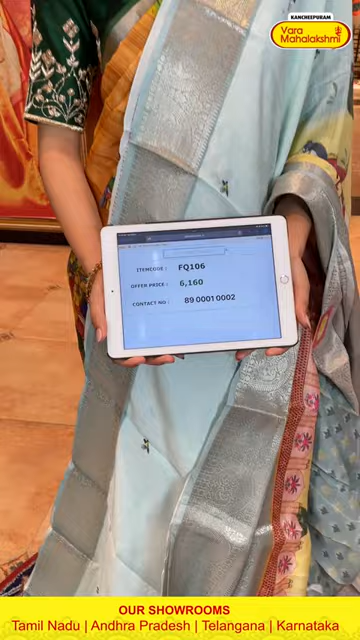 KANCHEEPURAM
Vara
Mahalakshmi
ITEMCODE : FQ106
OFFER PRICE : 6,160
CONTACT NO : 89 0001 0002
OUR SHOWROOMS
Tamil Nadu | Andhra Pradesh | Telangana | Karnataka